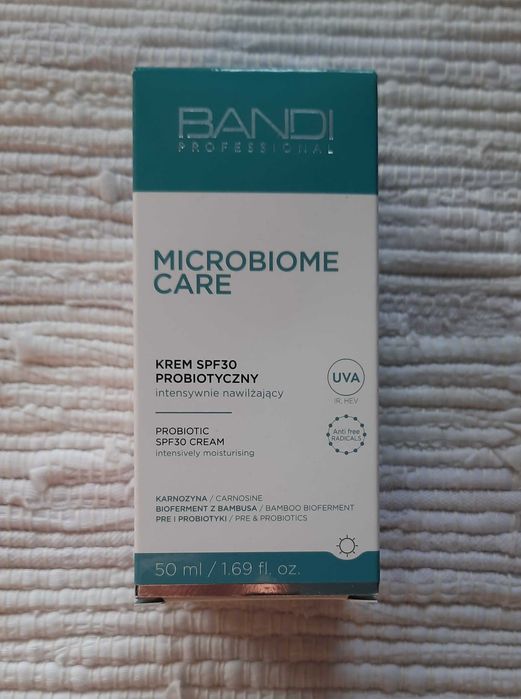 BANDI
PROFESSIONAL
MICROBIOME
CARE
KREM SPF30
PROBIOTYCZNY
intensywnie nawilżający
PROBIOTIC
SPF30 CREAM
intensively moisturising
UVA
IR, HEV
Anti free
RADICALS
KARNOZYNA / CARNOSINE
BIOFERMENT Z BAMBUSA / BAMBOO BIOFERMENT
PRE I PROBIOTYKI / PRE & PROBIOTICS
50 ml / 1.69 fl. oz.